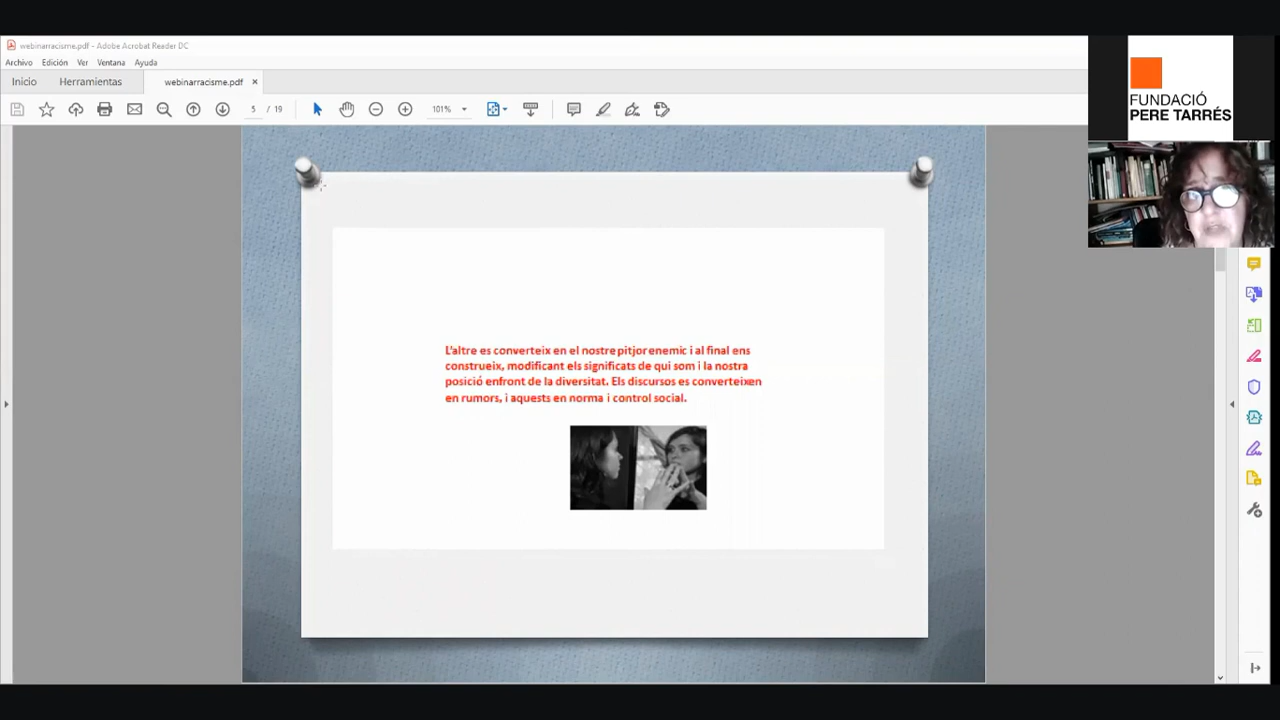 webinarracisme.pdf - Adobe Acrobat Reader DC
Archivo Edición Ver Ventana Ayuda
Inicio Herramientas webinarracisme.pdf ×
5 / 19 101%
FUNDACIÓ
PERE TARRÉS
L'altre es converteix en el nostre pitjor enemic i al final ens
construeix, modificant els significats de qui som i la nostra
posició enfront de la diversitat. Els discursos es converteixen
en rumors, i aquests en norma i control social.